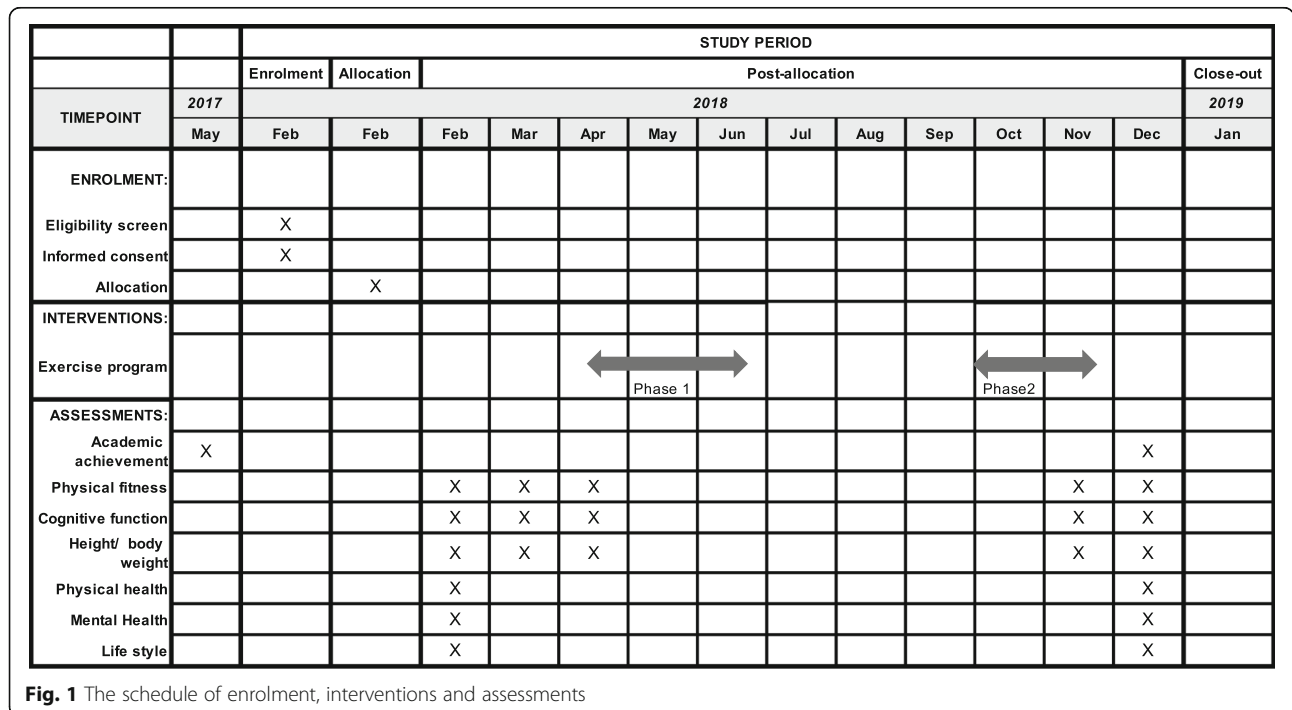 STUDY PERIOD
Enrolment Allocation Post-allocation Close-out
TIMEPOINT 2017 2018 2019
May Feb Feb Feb Mar Apr May Jun Jul Aug Sep Oct Nov Dec Jan
ENROLMENT:
Eligibility screen X
Informed consent X
Allocation X
INTERVENTIONS:
Exercise program
Phase 1 Phase2
ASSESSMENTS:
Academic
achievement X X
Physical fitness X X X X X
Cognitive function X X X X X
Height/ body
weight X X X X X
Physical health X X
Mental Health X X
Life style X X
Fig. 1 The schedule of enrolment, interventions and assessments